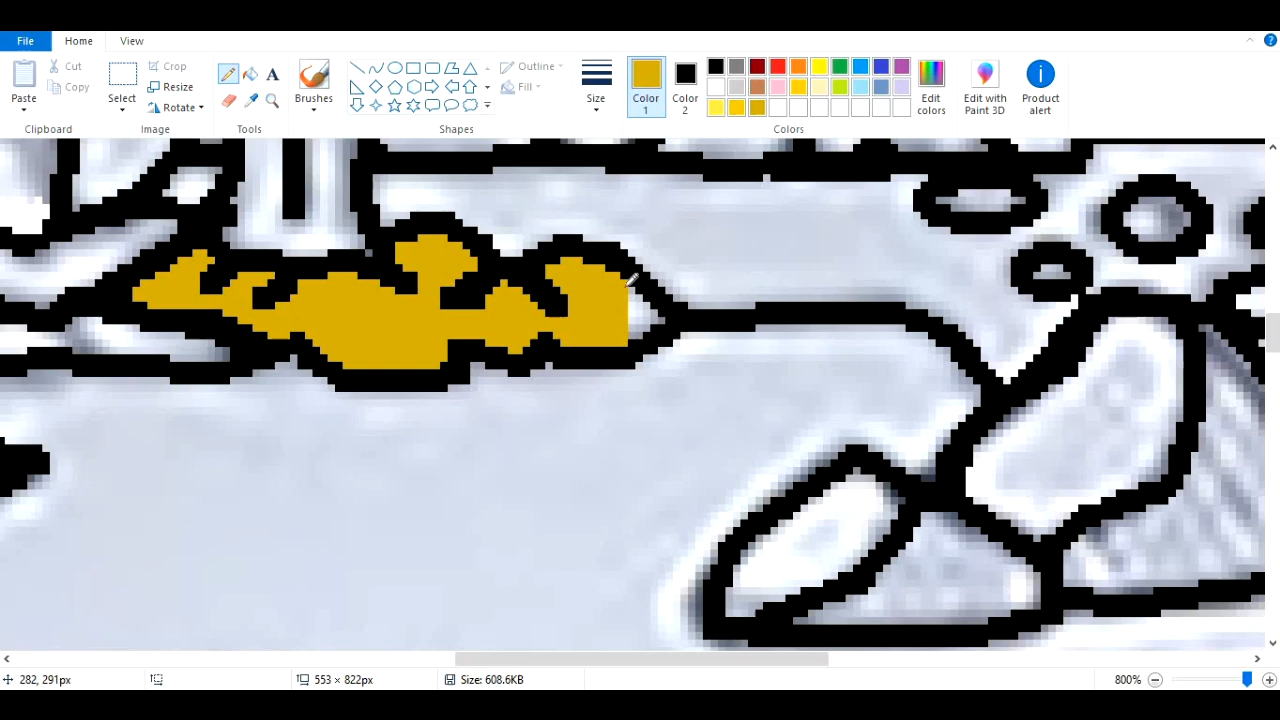 File Home View
Paste
Cut
Copy
Clipboard
Select
Crop
Resize
Rotate
Image
A
Tools
Brushes
Outline
Fill
Shapes
Size
Color 1
Color 2
Edit colors
Edit with Paint 3D
Product alert
Colors
282, 291px
553 × 822px
Size: 608.6KB
800%